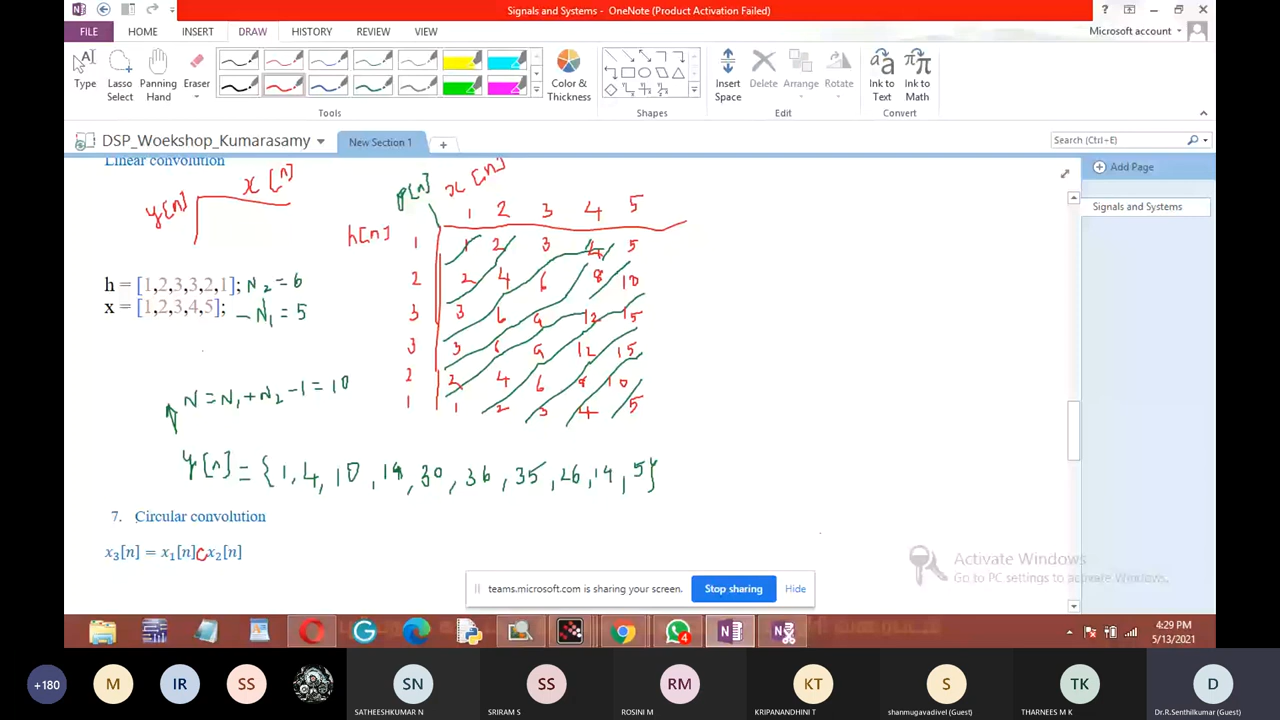 Signals and Systems - OneNote (Product Activation Failed)
FILE HOME INSERT DRAW HISTORY REVIEW VIEW
Microsoft account
Type
Lasso Select
Panning Hand
Eraser
Color & Thickness
Insert Space
Delete
Arrange
Rotate
Ink to Text
Ink to Math
Tools Shapes Edit Convert
DSP_Woekshop_Kumarasamy New Section 1
Search (Ctrl+E)
Add Page
Signals and Systems
Linear convolution
x[n]
y[n]
x[n]
h[n]
1 2 3 4 5
1 1 2 3 4 5
2 2 4 6 8 10
3 3 6 9 12 15
3 3 6 9 12 15
2 2 4 6 8 10
1 1 2 3 4 5
h = [1,2,3,3,2,1]; N₂ = 6
x = [1,2,3,4,5]; – N₁ = 5
N = N₁ + N₂ - 1 = 10
y[n] = {1, 4, 10, 19, 30, 36, 35, 26, 14, 5}
7. Circular convolution
x₃[n] = x₁[n] C x₂[n]
Activate Windows
Go to PC settings to activate Windows.
teams.microsoft.com is sharing your screen. Stop sharing Hide
4
4:29 PM
5/13/2021
+180 M IR SS SN SS RM KT S TK D
SATHEESHKUMAR N SRIRAM S ROSINI M KRIPANANDHINI T shanmugavadivel (Guest) THARNEES M K Dr.R.Senthilkumar (Guest)